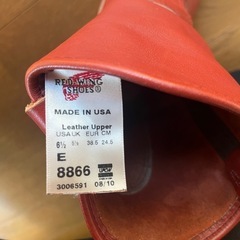 RED WING
SHOES
MADE IN USA
Leather Upper
USA UK EUR CM
6½ 5½ 38.5 24.5
E
8866
3006591 08/10